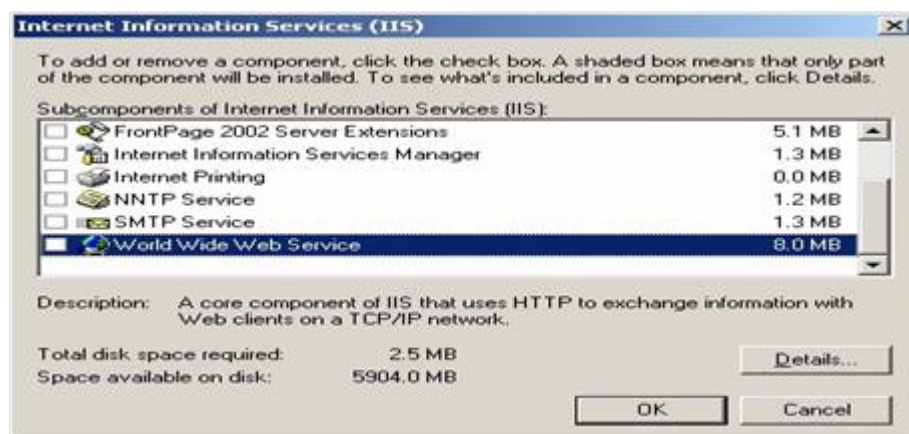 Internet Information Services (IIS)
To add or remove a component, click the check box. A shaded box means that only part
of the component will be installed. To see what's included in a component, click Details.
Subcomponents of Internet Information Services (IIS):
FrontPage 2002 Server Extensions 5.1 MB
Internet Information Services Manager 1.3 MB
Internet Printing 0.0 MB
NNTP Service 1.2 MB
SMTP Service 1.3 MB
World Wide Web Service 8.0 MB
Description: A core component of IIS that uses HTTP to exchange information with
Web clients on a TCP/IP network.
Total disk space required: 2.5 MB
Space available on disk: 5904.0 MB
Details...
OK Cancel